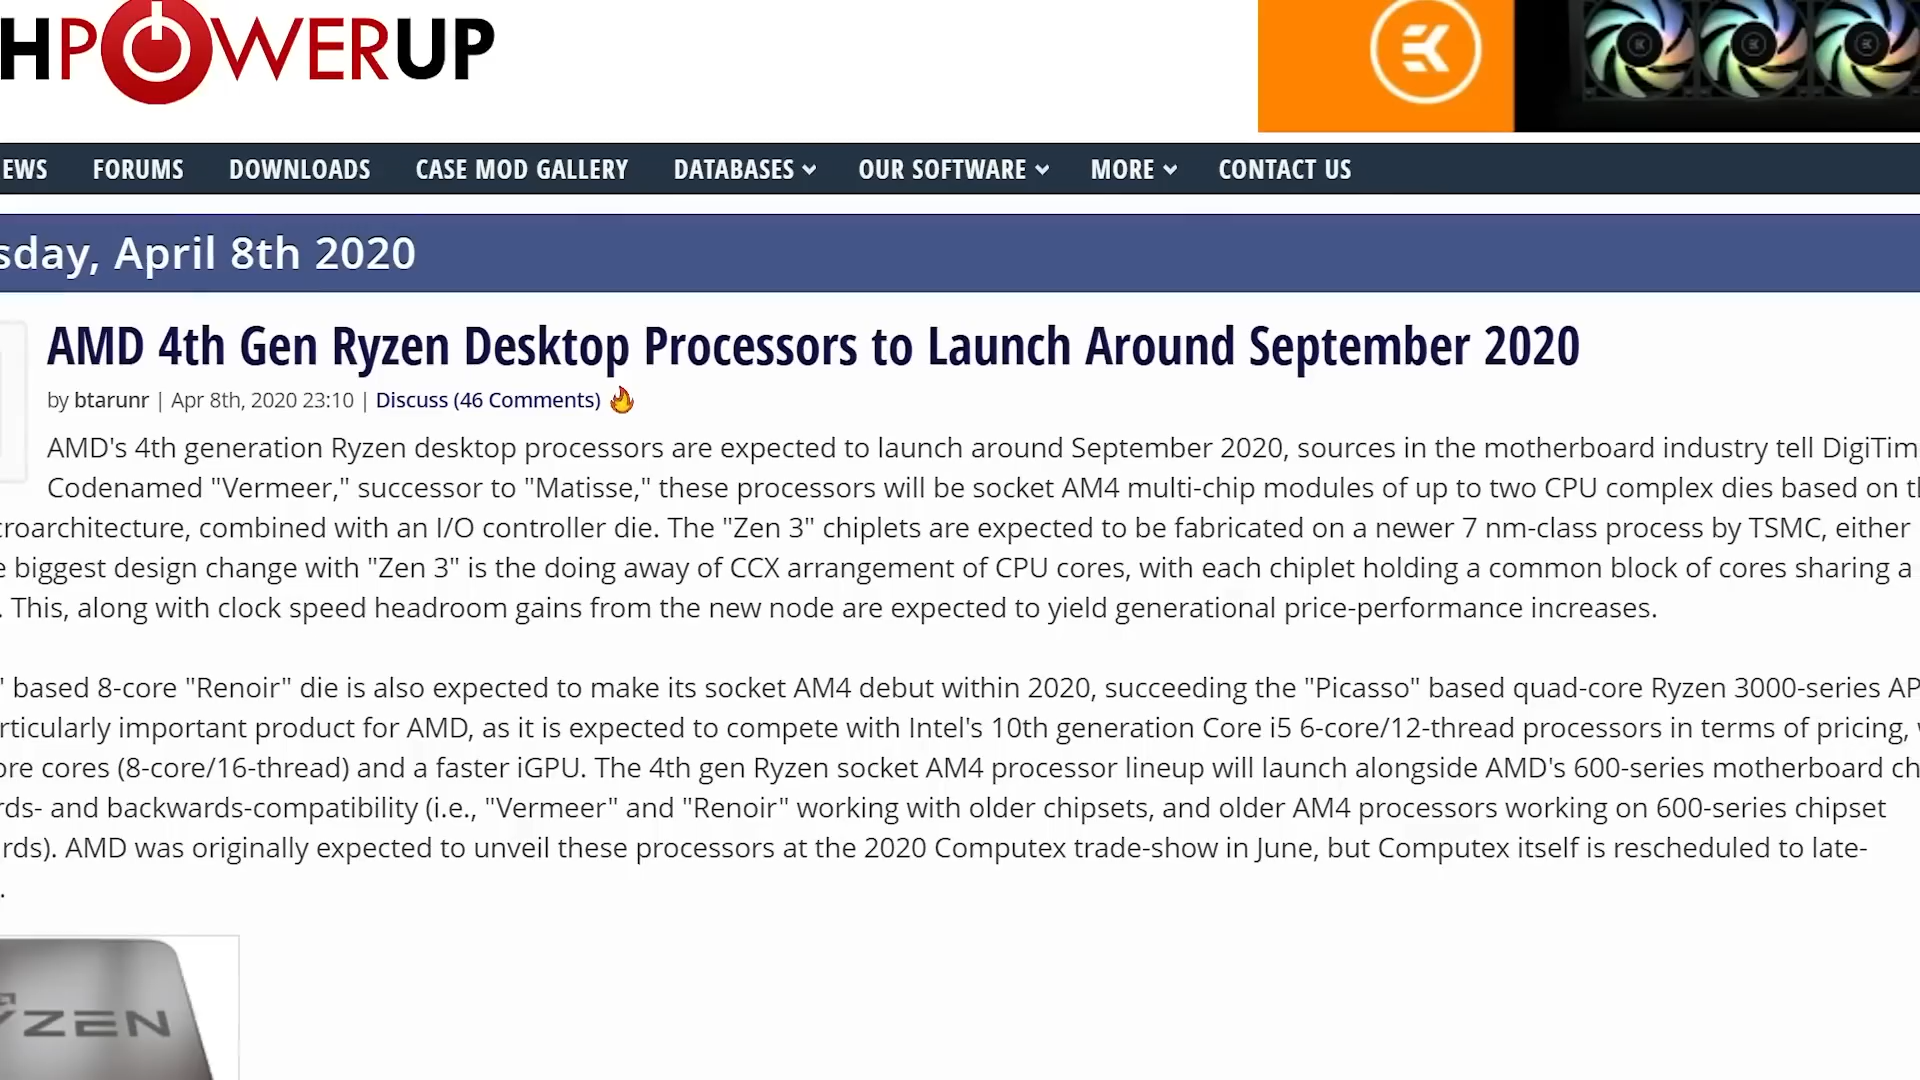 HPOWERUP
EWS FORUMS DOWNLOADS CASE MOD GALLERY DATABASES OUR SOFTWARE MORE CONTACT US
sday, April 8th 2020
AMD 4th Gen Ryzen Desktop Processors to Launch Around September 2020
by btarunr | Apr 8th, 2020 23:10 | Discuss (46 Comments)
AMD's 4th generation Ryzen desktop processors are expected to launch around September 2020, sources in the motherboard industry tell DigiTim
Codenamed "Vermeer," successor to "Matisse," these processors will be socket AM4 multi-chip modules of up to two CPU complex dies based on th
croarchitecture, combined with an I/O controller die. The "Zen 3" chiplets are expected to be fabricated on a newer 7 nm-class process by TSMC, either
e biggest design change with "Zen 3" is the doing away of CCX arrangement of CPU cores, with each chiplet holding a common block of cores sharing a
. This, along with clock speed headroom gains from the new node are expected to yield generational price-performance increases.
" based 8-core "Renoir" die is also expected to make its socket AM4 debut within 2020, succeeding the "Picasso" based quad-core Ryzen 3000-series AP
rticularly important product for AMD, as it is expected to compete with Intel's 10th generation Core i5 6-core/12-thread processors in terms of pricing,
ore cores (8-core/16-thread) and a faster iGPU. The 4th gen Ryzen socket AM4 processor lineup will launch alongside AMD's 600-series motherboard ch
rds- and backwards-compatibility (i.e., "Vermeer" and "Renoir" working with older chipsets, and older AM4 processors working on 600-series chipset
rds). AMD was originally expected to unveil these processors at the 2020 Computex trade-show in June, but Computex itself is rescheduled to late-
.
YZEN